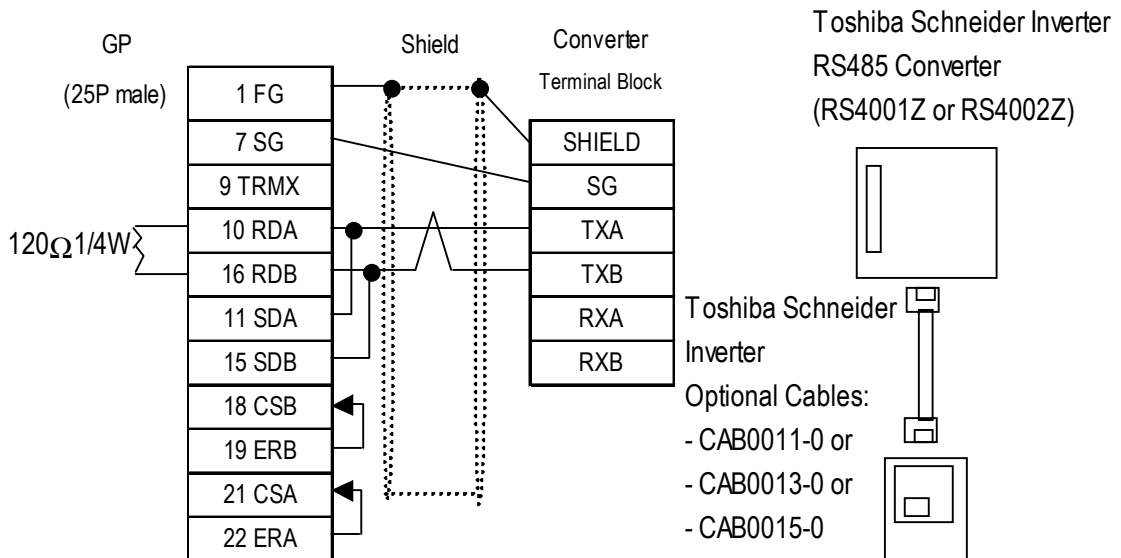 GP
(25P male)
1 FG
7 SG
9 TRMX
10 RDA
16 RDB
11 SDA
15 SDB
18 CSB
19 ERB
21 CSA
22 ERA
120Ω1/4W
Shield
Converter
Terminal Block
SHIELD
SG
TXA
TXB
RXA
RXB
Toshiba Schneider Inverter
RS485 Converter
(RS4001Z or RS4002Z)
Toshiba Schneider
Inverter
Optional Cables:
- CAB0011-0 or
- CAB0013-0 or
- CAB0015-0